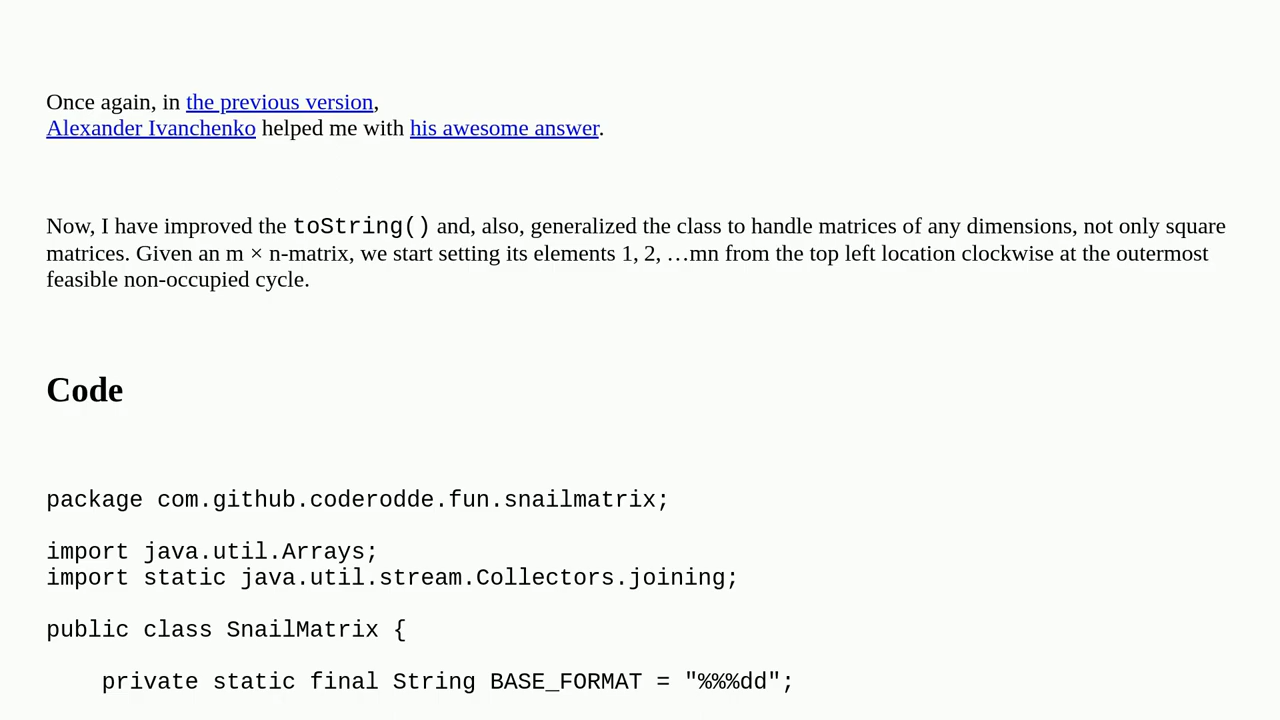 Once again, in the previous version,
Alexander Ivanchenko helped me with his awesome answer.
Now, I have improved the toString() and, also, generalized the class to handle matrices of any dimensions, not only square
matrices. Given an m × n-matrix, we start setting its elements 1, 2, …mn from the top left location clockwise at the outermost
feasible non-occupied cycle.
Code
package com.github.coderodde.fun.snailmatrix;
import java.util.Arrays;
import static java.util.stream.Collectors.joining;
public class SnailMatrix {
    private static final String BASE_FORMAT = "%%%dd";